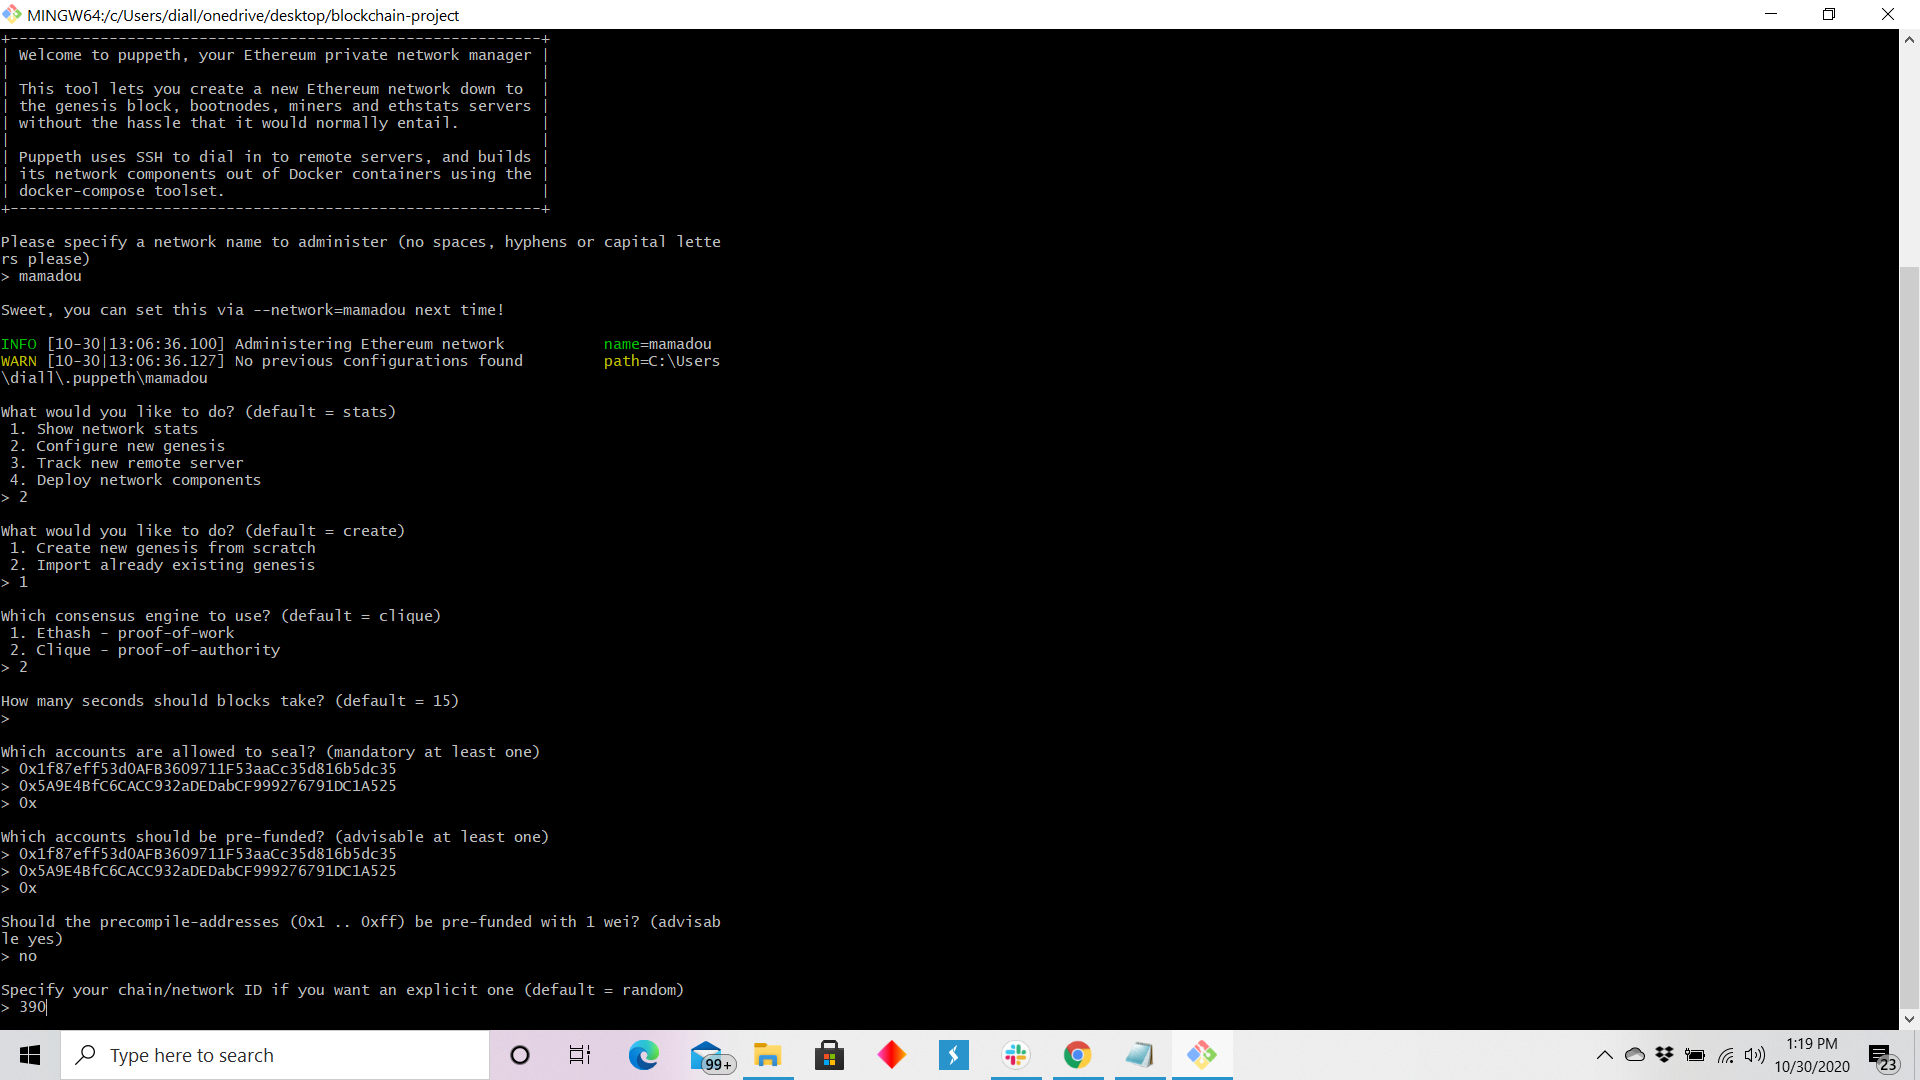 MINGW64:/c/Users/diall/onedrive/desktop/blockchain-project
+-----------------------------------------------------------+
| Welcome to puppeth, your Ethereum private network manager |
|                                                           |
| This tool lets you create a new Ethereum network down to  |
| the genesis block, bootnodes, miners and ethstats servers |
| without the hassle that it would normally entail.         |
|                                                           |
| Puppeth uses SSH to dial in to remote servers, and builds |
| its network components out of Docker containers using the |
| docker-compose toolset.                                   |
+-----------------------------------------------------------+
Please specify a network name to administer (no spaces, hyphens or capital lette
rs please)
> mamadou
Sweet, you can set this via --network=mamadou next time!
INFO [10-30|13:06:36.100] Administering Ethereum network           name=mamadou
WARN [10-30|13:06:36.127] No previous configurations found         path=C:\Users
\diall\.puppeth\mamadou
What would you like to do? (default = stats)
 1. Show network stats
 2. Configure new genesis
 3. Track new remote server
 4. Deploy network components
> 2
What would you like to do? (default = create)
 1. Create new genesis from scratch
 2. Import already existing genesis
> 1
Which consensus engine to use? (default = clique)
 1. Ethash - proof-of-work
 2. Clique - proof-of-authority
> 2
How many seconds should blocks take? (default = 15)
>
Which accounts are allowed to seal? (mandatory at least one)
> 0x1f87eff53d0AFB3609711F53aaCc35d816b5dc35
> 0x5A9E4BfC6CACC932aDEDabCF999276791DC1A525
> 0x
Which accounts should be pre-funded? (advisable at least one)
> 0x1f87eff53d0AFB3609711F53aaCc35d816b5dc35
> 0x5A9E4BfC6CACC932aDEDabCF999276791DC1A525
> 0x
Should the precompile-addresses (0x1 .. 0xff) be pre-funded with 1 wei? (advisab
le yes)
> no
Specify your chain/network ID if you want an explicit one (default = random)
> 390
Type here to search
99+
1:19 PM
10/30/2020
23